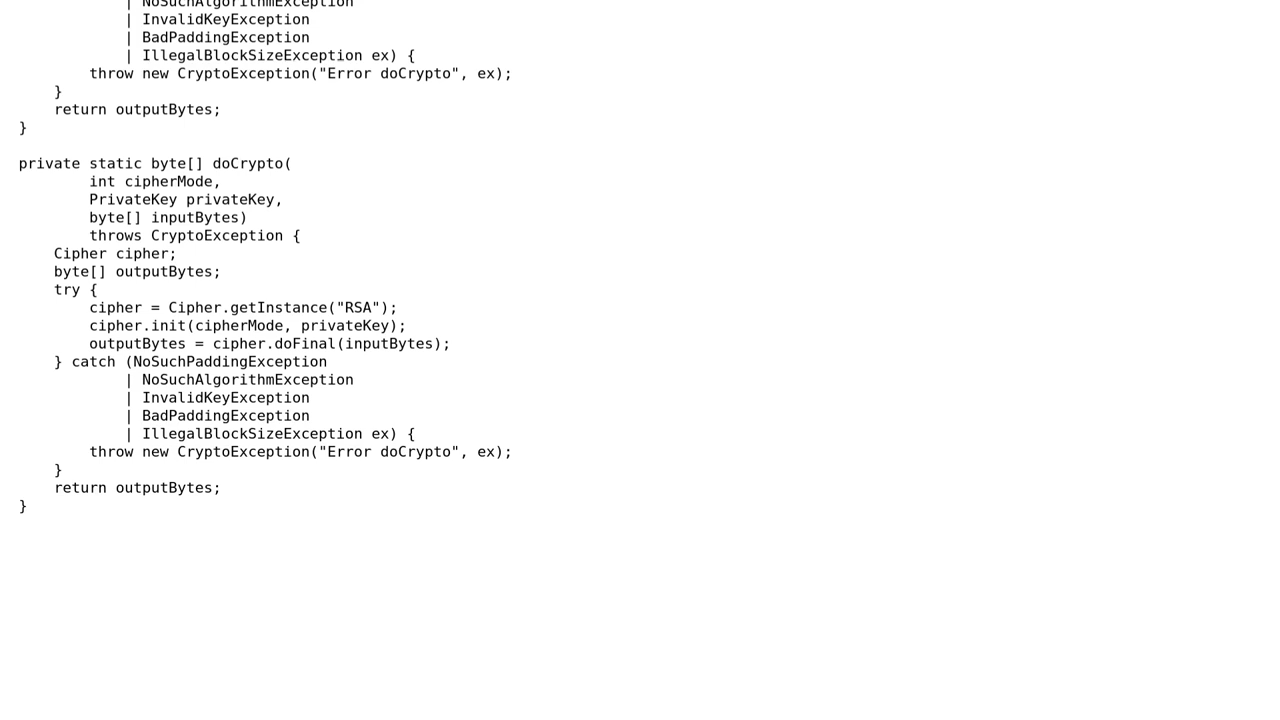 | NoSuchAlgorithmException
            | InvalidKeyException
            | BadPaddingException
            | IllegalBlockSizeException ex) {
        throw new CryptoException("Error doCrypto", ex);
    }
    return outputBytes;
}

private static byte[] doCrypto(
        int cipherMode,
        PrivateKey privateKey,
        byte[] inputBytes)
        throws CryptoException {
    Cipher cipher;
    byte[] outputBytes;
    try {
        cipher = Cipher.getInstance("RSA");
        cipher.init(cipherMode, privateKey);
        outputBytes = cipher.doFinal(inputBytes);
    } catch (NoSuchPaddingException
            | NoSuchAlgorithmException
            | InvalidKeyException
            | BadPaddingException
            | IllegalBlockSizeException ex) {
        throw new CryptoException("Error doCrypto", ex);
    }
    return outputBytes;
}